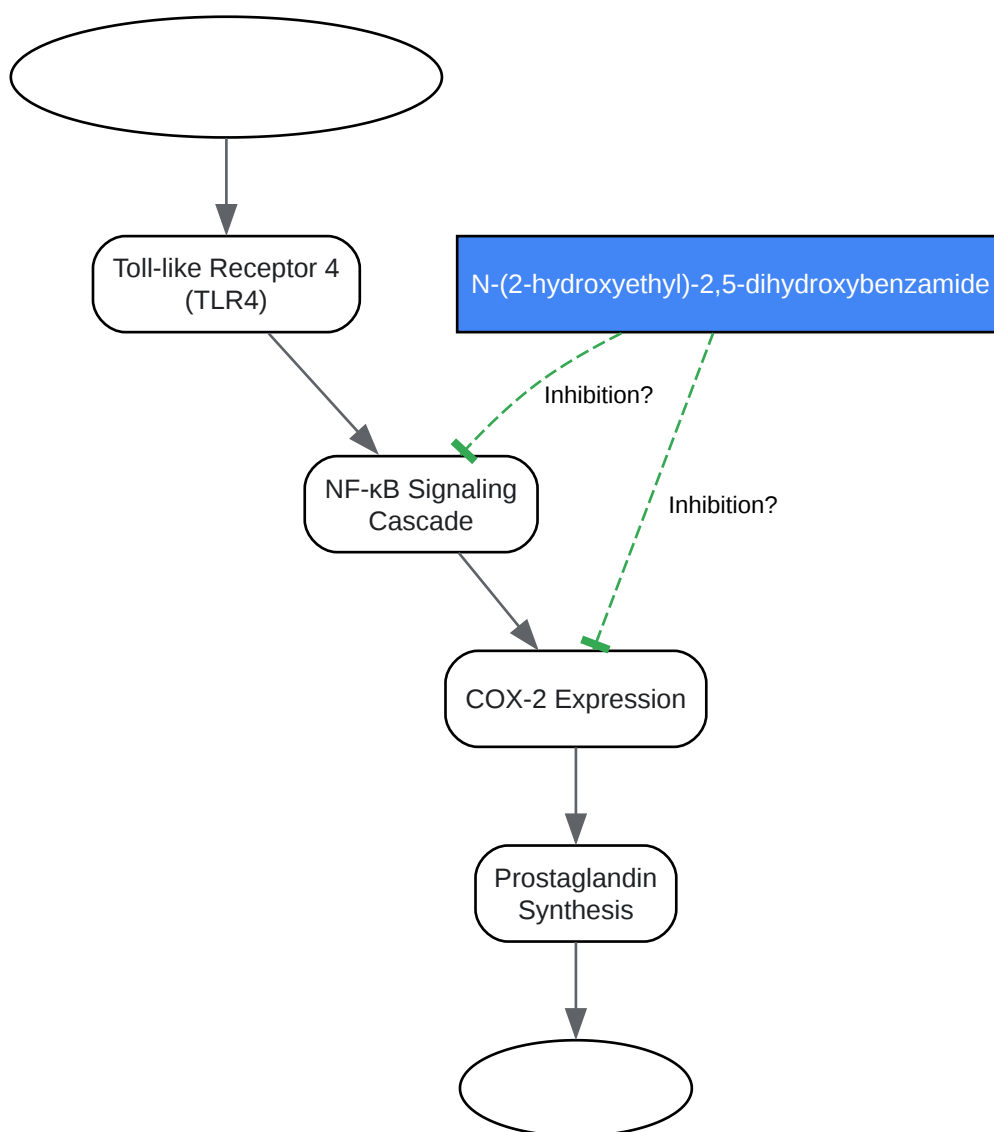 Toll-like Receptor 4
(TLR4)
N-(2-hydroxyethyl)-2,5-dihydroxybenzamide
Inhibition?
NF-κB Signaling
Cascade
Inhibition?
COX-2 Expression
Prostaglandin
Synthesis